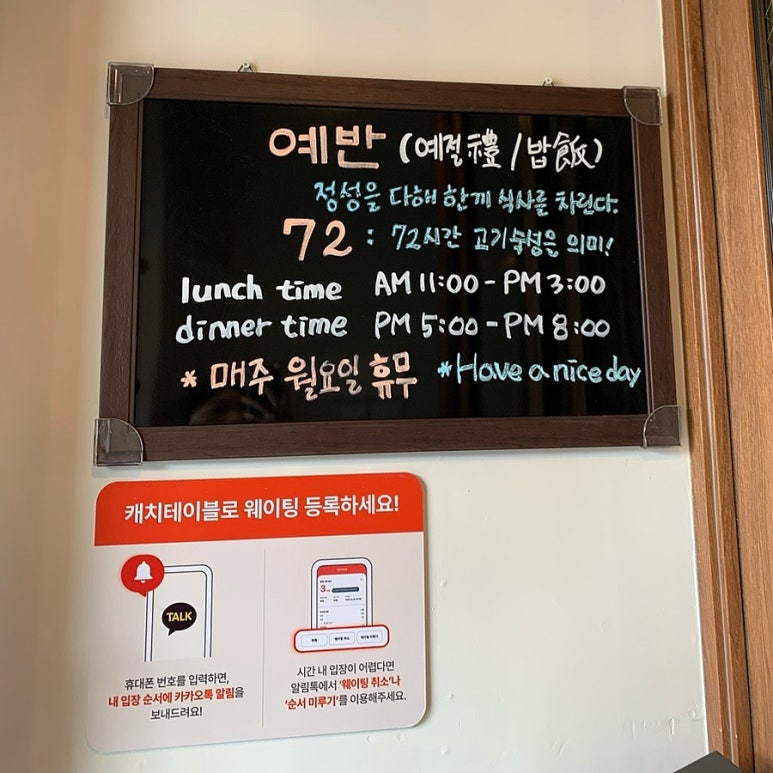 예반 (예절禮 / 밥飯)
정성을 다해 한끼 식사를 차린다.
72 : 72시간 고기숙성은 의미!
lunch time AM 11:00 - PM 3:00
dinner time PM 5:00 - PM 8:00
* 매주 월요일 휴무 *Have a nice day
캐치테이블로 웨이팅 등록하세요!
TALK
휴대폰 번호를 입력하면,
내 입장 순서에 카카오톡 알림을
보내드려요!
3
웨이팅 취소
시간 내 입장이 어렵다면
알림톡에서 '웨이팅 취소'나
'순서 미루기'를 이용해주세요.